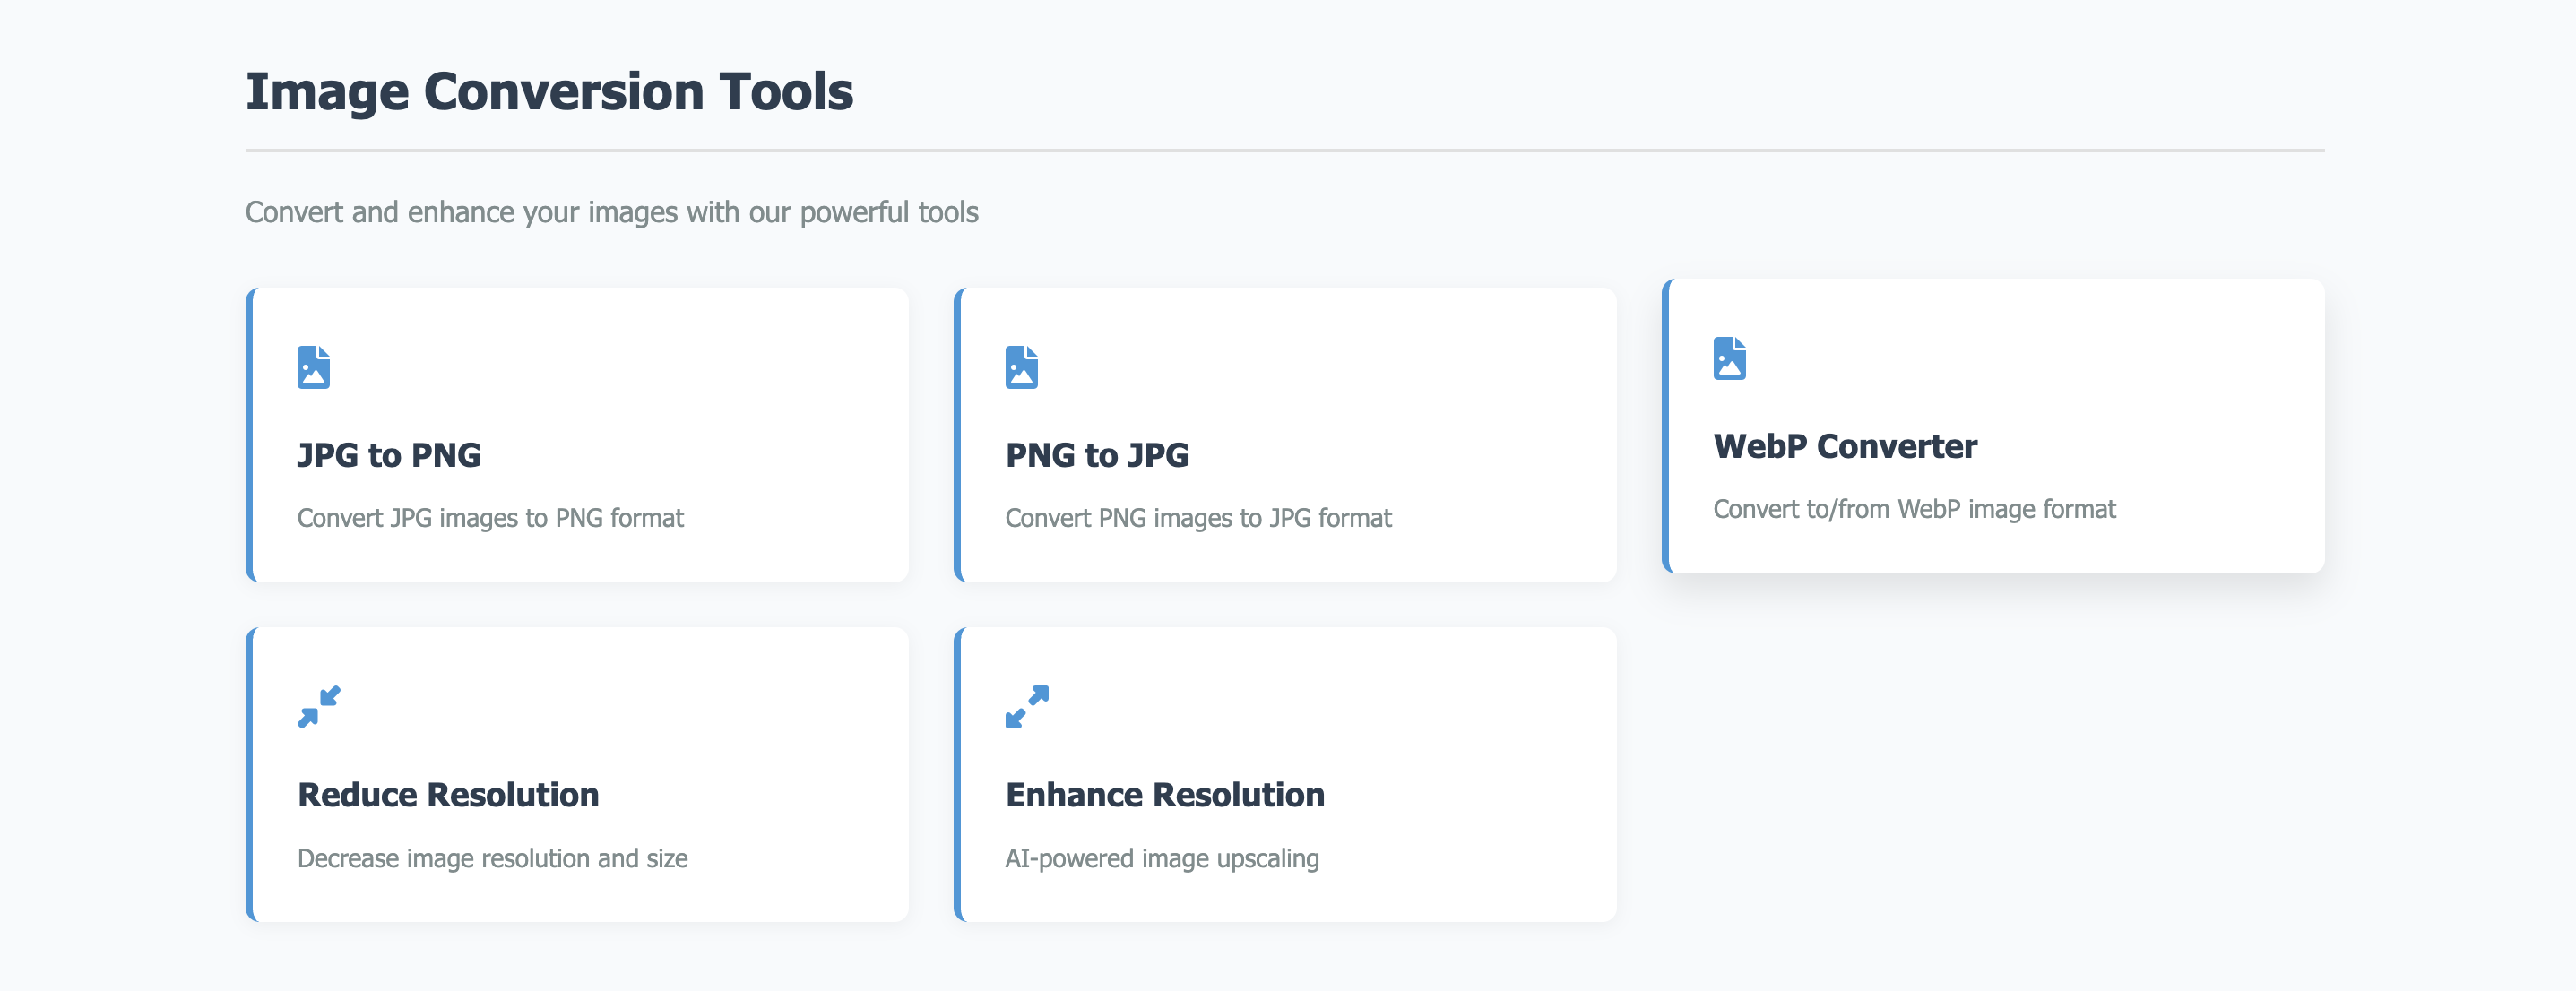 Image Conversion Tools
Convert and enhance your images with our powerful tools
JPG to PNG
Convert JPG images to PNG format
PNG to JPG
Convert PNG images to JPG format
WebP Converter
Convert to/from WebP image format
Reduce Resolution
Decrease image resolution and size
Enhance Resolution
AI-powered image upscaling